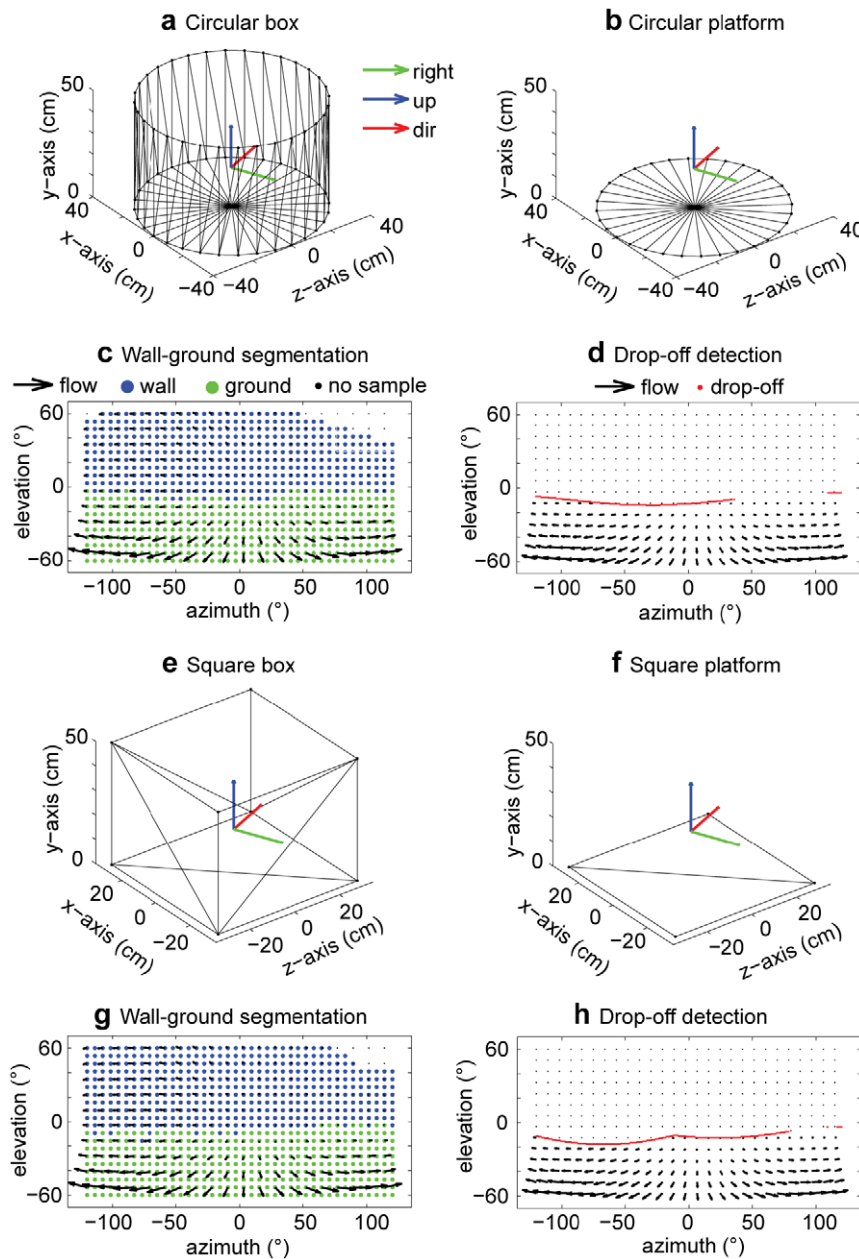 a Circular box
b Circular platform
right
up
dir
y−axis (cm)
50
0
40
x−axis (cm)
0
−40
−40
0
40
z−axis (cm)
y−axis (cm)
50
0
40
x−axis (cm)
0
−40
−40
0
40
z−axis (cm)
c Wall-ground segmentation
d Drop-off detection
flow wall ground no sample
flow drop-off
elevation (°)
60
0
−60
−100 −50 0 50 100
azimuth (°)
elevation (°)
60
0
−60
−100 −50 0 50 100
azimuth (°)
e Square box
f Square platform
y−axis (cm)
50
0
20
0
−20
x−axis (cm)
−20
0
20
z−axis (cm)
y−axis (cm)
50
0
20
0
−20
x−axis (cm)
−20
0
20
z−axis (cm)
g Wall-ground segmentation
h Drop-off detection
elevation (°)
60
0
−60
−100 −50 0 50 100
azimuth (°)
elevation (°)
60
0
−60
−100 −50 0 50 100
azimuth (°)